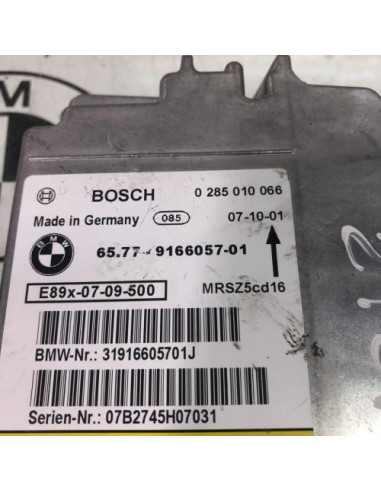 M
BOSCH 0 285 010 066
Made in Germany 085 07-10-01
BMW
65.77 9166057-01
E89x-07-09-500 MRSZ5cd16
BMW-Nr.: 31916605701J
Serien-Nr.: 07B2745H07031